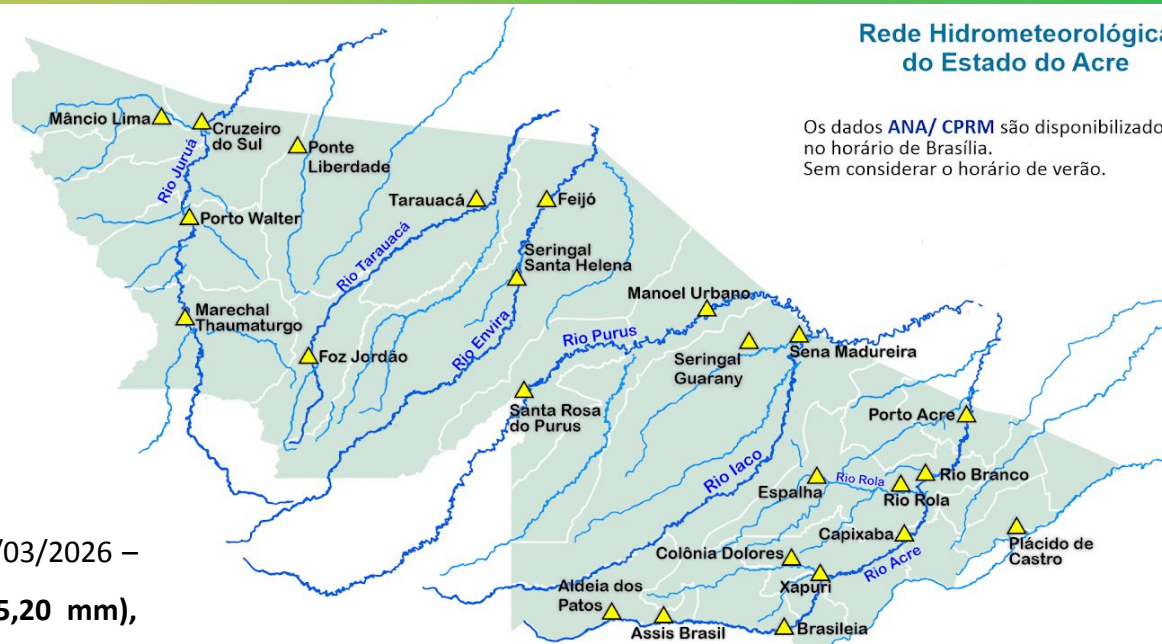 Rede Hidrometeorológica
do Estado do Acre
Os dados ANA/ CPRM são disponibilizado
no horário de Brasília.
Sem considerar o horário de verão.
Mâncio Lima
Cruzeiro
do Sul
Ponte
Liberdade
Rio Juruá
Porto Walter
Tarauacá
Feijó
Rio Tarauacá
Seringal
Santa Helena
Marechal
Thaumaturgo
Foz Jordão
Rio Envira
Manoel Urbano
Rio Purus
Seringal
Guarany
Sena Madureira
Santa Rosa
do Purus
Porto Acre
Rio Iaco
Espalha
Rio Rola
Rio Rola
Rio Branco
Capixaba
Plácido de
Castro
Colônia Dolores
Rio Acre
Xapuri
Aldeia dos
Patos
Assis Brasil
Brasileia
/03/2026 –
5,20 mm),